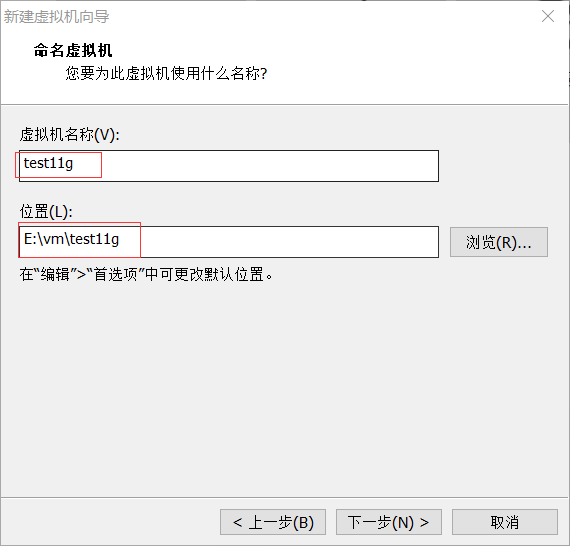 新建虚拟机向导
命名虚拟机
您要为此虚拟机使用什么名称?
虚拟机名称(V):
test11g
位置(L):
E:\vm\test11g
浏览(R)...
在“编辑”>“首选项”中可更改默认位置。
< 上一步(B)
下一步(N) >
取消